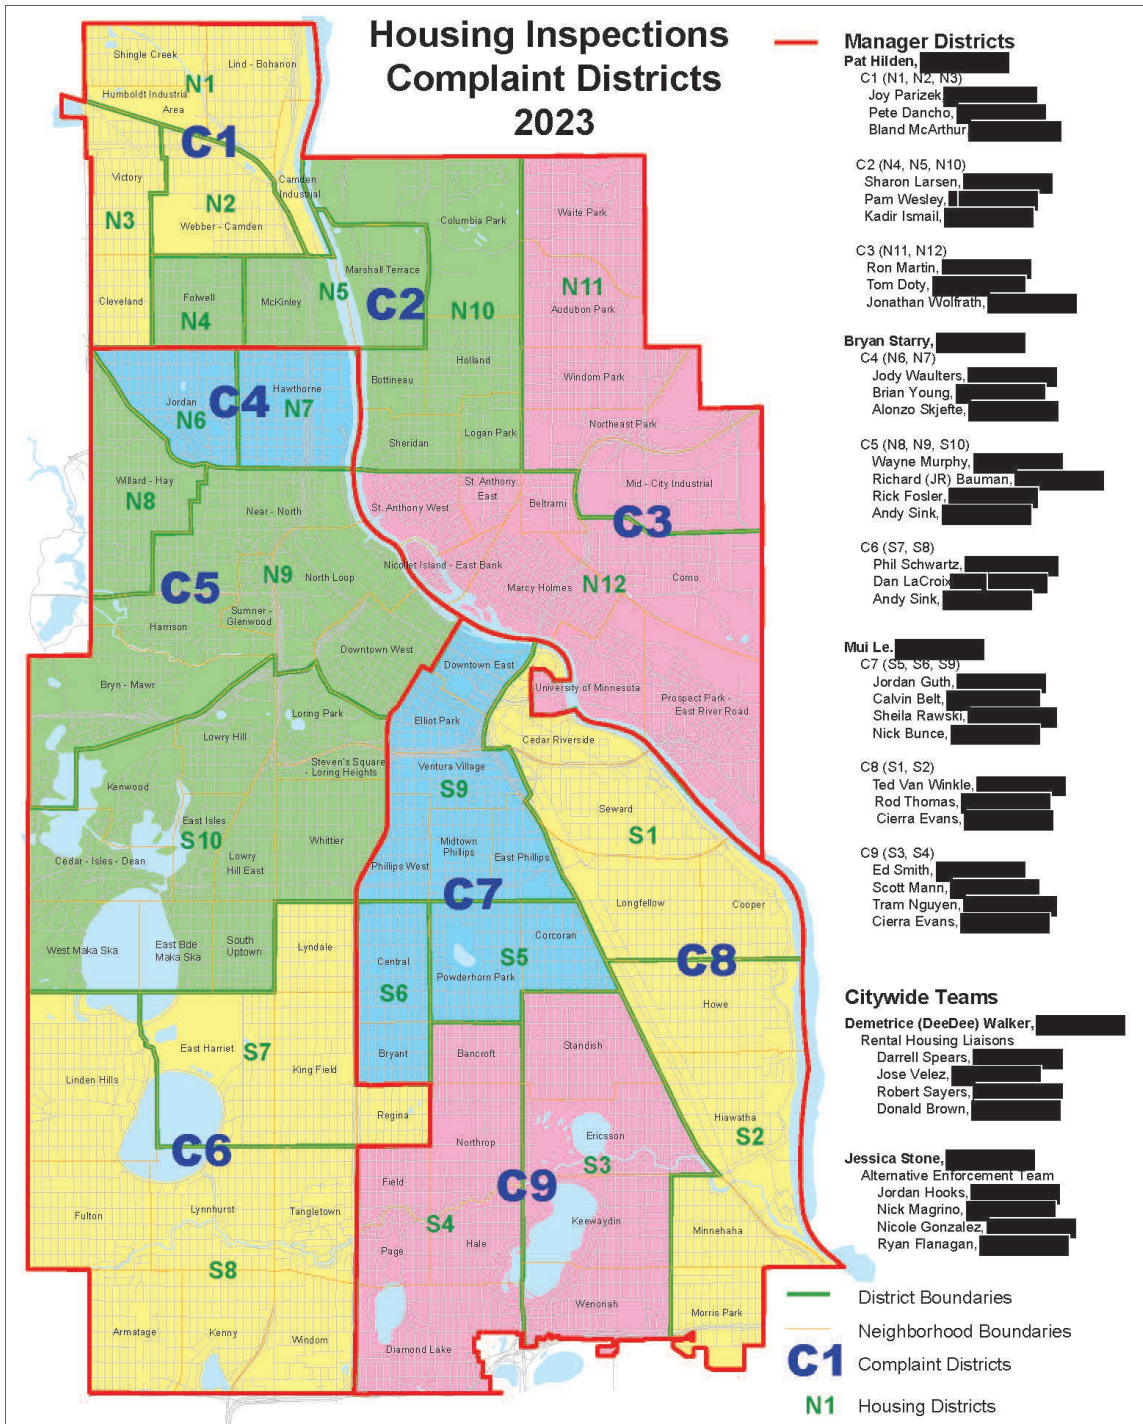 Housing Inspections
Complaint Districts
2023
Shingle Creek
Lind - Bohanon
N1
Humboldt Industrial
Area
C1
Victory
Camden
Industrial
N2
N3
Webber - Camden
Cleveland
Folwell
N4
McKinley
N5
Marshall Terrace
C2
Columbia Park
N10
Waite Park
N11
Audubon Park
Holland
Windom Park
Bottineau
Northeast Park
Logan Park
Sheridan
Jordan
N6
C4
Hawthorne
N7
Willard - Hay
N8
Near - North
St. Anthony
East
St. Anthony West
Beltrami
Mid - City Industrial
C3
N9
North Loop
Nicollet Island - East Bank
Marcy Holmes
N12
Como
C5
Sumner -
Glenwood
Harrison
Downtown West
Downtown East
Bryn - Mawr
University of Minnesota
Prospect Park -
East River Road
Loring Park
Elliot Park
Lowry Hill
Cedar Riverside
Steven's Square
- Loring Heights
Ventura Village
S9
Kenwood
East Isles
S10
Seward
S1
Cedar - Isles - Dean
Lowry
Hill East
Whittier
Midtown
Phillips
East Phillips
Phillips West
C7
Longfellow
Cooper
West Maka Ska
East Bde
Maka Ska
South
Uptown
Lyndale
Central
S6
Corcoran
S5
Powderhorn Park
C8
Howe
Linden Hills
East Harriet
S7
King Field
Bryant
Bancroft
Standish
Regina
Hiawatha
S2
C6
Northrop
Ericsson
S3
Field
C9
Fulton
Lynnhurst
Tangletown
S4
Hale
Page
Keewaydin
Minnehaha
S8
Armatage
Kenny
Windom
Diamond Lake
Wenonah
Morris Park
Manager Districts
Pat Hilden,
C1 (N1, N2, N3)
Joy Parizek
Pete Dancho,
Bland McArthur
C2 (N4, N5, N10)
Sharon Larsen,
Pam Wesley,
Kadir Ismail,
C3 (N11, N12)
Ron Martin,
Tom Doty,
Jonathan Wolfrath,
Bryan Starry,
C4 (N6, N7)
Jody Waulters,
Brian Young,
Alonzo Skjefte,
C5 (N8, N9, S10)
Wayne Murphy,
Richard (JR) Bauman,
Rick Fosler,
Andy Sink,
C6 (S7, S8)
Phil Schwartz,
Dan LaCroix
Andy Sink,
Mui Le.
C7 (S5, S6, S9)
Jordan Guth,
Calvin Belt,
Sheila Rawski,
Nick Bunce,
C8 (S1, S2)
Ted Van Winkle,
Rod Thomas,
Cierra Evans,
C9 (S3, S4)
Ed Smith,
Scott Mann,
Tram Nguyen,
Cierra Evans,
Citywide Teams
Demetrice (DeeDee) Walker,
Rental Housing Liaisons
Darrell Spears,
Jose Velez,
Robert Sayers,
Donald Brown,
Jessica Stone,
Alternative Enforcement Team
Jordan Hooks,
Nick Magrino,
Nicole Gonzalez,
Ryan Flanagan,
District Boundaries
Neighborhood Boundaries
C1 Complaint Districts
N1 Housing Districts